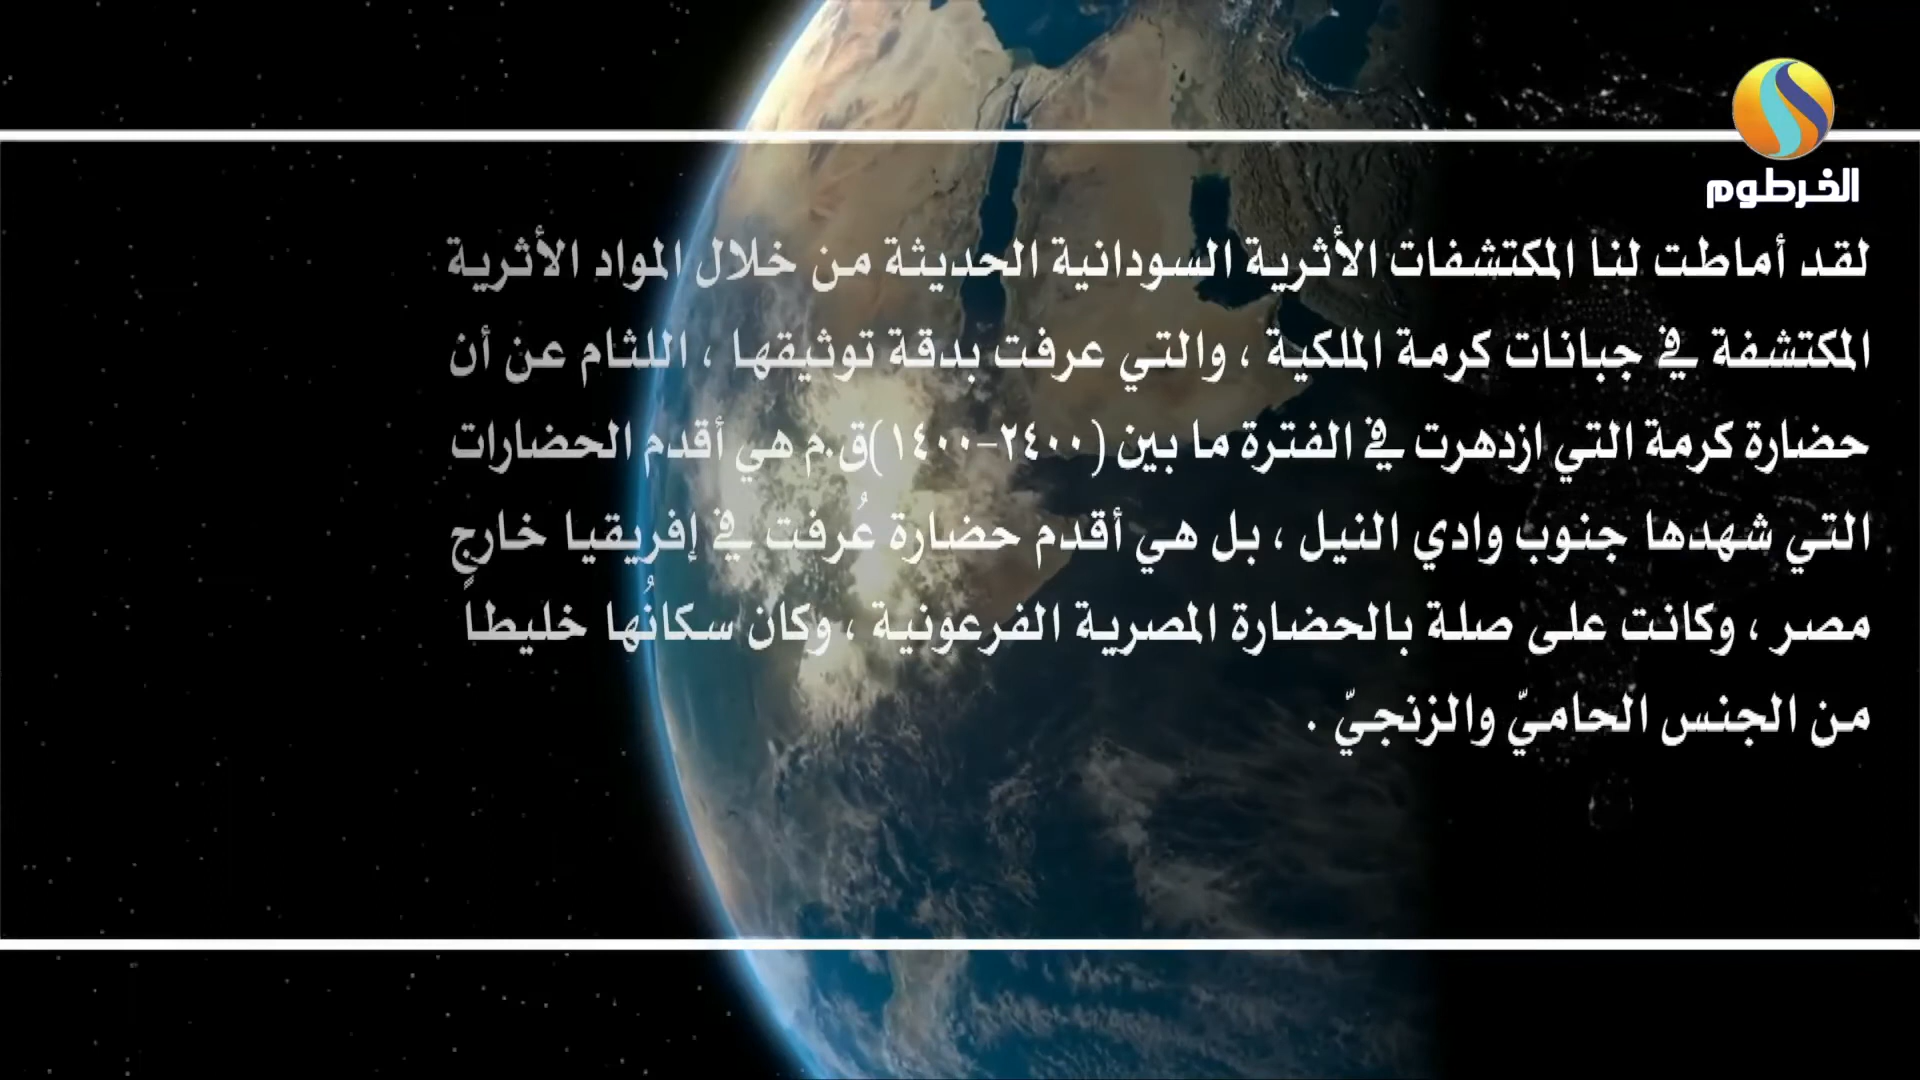 الخرطوم
لقد أماطت لنا المكتشفات الأثرية السودانية الحديثة من خلال المواد الأثرية
المكتشفة في جبانات كرمة الملكية ، والتي عرفت بدقة توثيقها ، اللثام عن أن
حضارة كرمة التي ازدهرت في الفترة ما بين (٢٤٠٠-١٤٠٠)ق.م هي أقدم الحضارات
التي شهدها جنوب وادي النيل ، بل هي أقدم حضارة عُرفت في إفريقيا خارج
مصر ، وكانت على صلة بالحضارة المصرية الفرعونية ، وكان سكانُها خليطاً
من الجنس الحاميّ والزنجيّ .